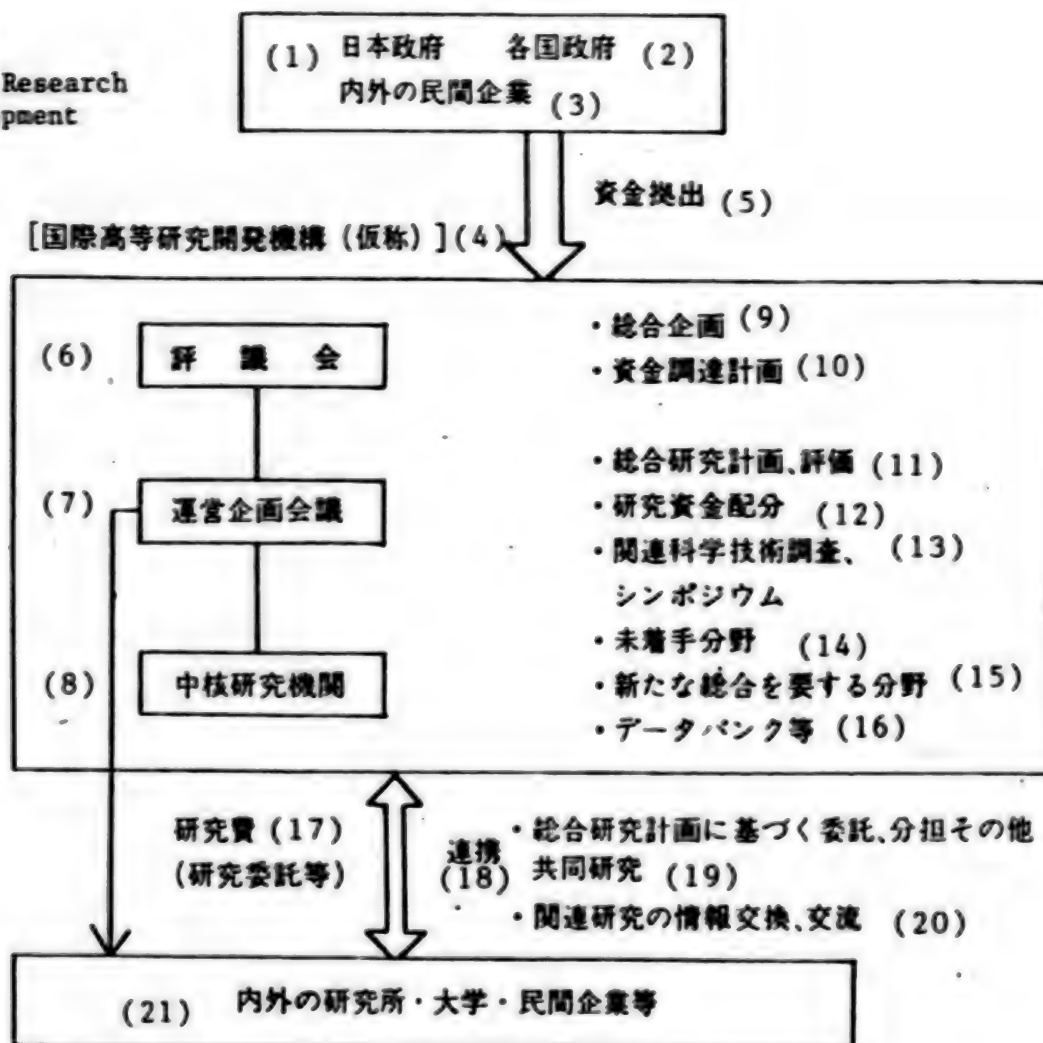 (1) 日本政府 各国政府 (2)
内外の民間企業 (3)
Research
pment
資金拠出 (5)
[国際高等研究開発機構 (仮称) ] (4)
(6) 評 議 会
・総合企画 (9)
・資金調達計画 (10)
(7) 運営企画会議
・総合研究計画、評価 (11)
・研究資金配分 (12)
・関連科学技術調査、 (13)
シンポジウム
(8) 中核研究機関
・未着手分野 (14)
・新たな総合を要する分野 (15)
・データバンク等 (16)
研究費 (17)
(研究委託等)
連携
(18)
・総合研究計画に基づく委託、分担その他
共同研究 (19)
・関連研究の情報交換、交流 (20)
(21) 内外の研究所・大学・民間企業等